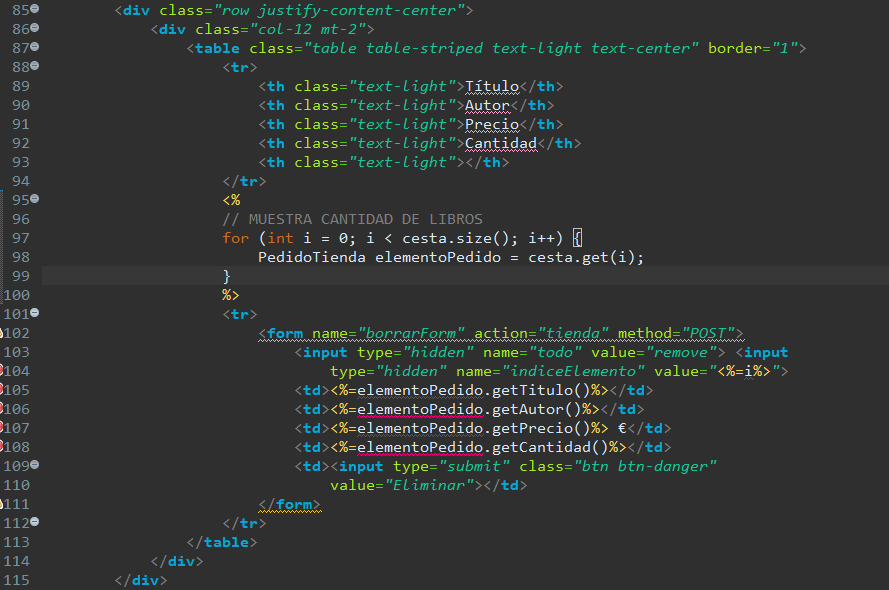 85 <div class="row justify-content-center">
86 <div class="col-12 mt-2">
87 <table class="table table-striped text-light text-center" border="1">
88 <tr>
89 <th class="text-light">Título</th>
90 <th class="text-light">Autor</th>
91 <th class="text-light">Precio</th>
92 <th class="text-light">Cantidad</th>
93 <th class="text-light"></th>
94 </tr>
95 <%
96 // MUESTRA CANTIDAD DE LIBROS
97 for (int i = 0; i < cesta.size(); i++) {
98 PedidoTienda elementoPedido = cesta.get(i);
99 }
100 %>
101 <tr>
102 <form name="borrarForm" action="tienda" method="POST">
103 <input type="hidden" name="todo" value="remove"> <input
104 type="hidden" name="indiceElemento" value="<%=i%>">
105 <td><%=elementoPedido.getTitulo()%></td>
106 <td><%=elementoPedido.getAutor()%></td>
107 <td><%=elementoPedido.getPrecio()%> €</td>
108 <td><%=elementoPedido.getCantidad()%></td>
109 <td><input type="submit" class="btn btn-danger"
110 value="Eliminar"></td>
111 </form>
112 </tr>
113 </table>
114 </div>
115 </div>